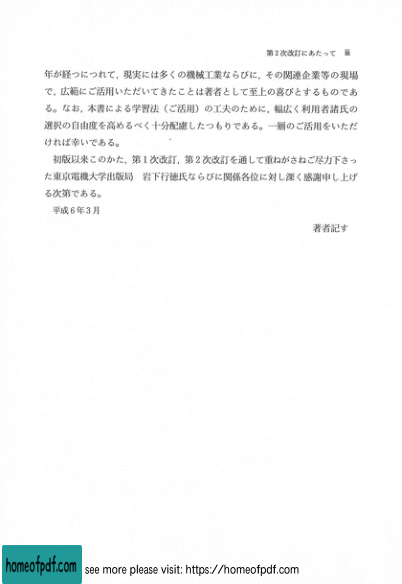 第2次改訂にあたって iii
年が経つにつれて，現実には多くの機械工業ならびに，その関連企業等の現場
で，広範にご活用いただいてきたことは著者として至上の喜びとするものであ
る。なお，本書による学習法（ご活用）の工夫のために，幅広く利用者諸氏の
選択の自由度を高めるべく十分配慮したつもりである。一層のご活用をいただ
ければ幸いである。
初版以来このかた，第1次改訂，第2次改訂を通して重ねがさねご尽力下さっ
た東京電機大学出版局　岩下行徳氏ならびに関係各位に対し深く感謝申し上げ
る次第である。
平成6年3月
著者記す
homeofpdf.com
see more please visit: https://homeofpdf.com